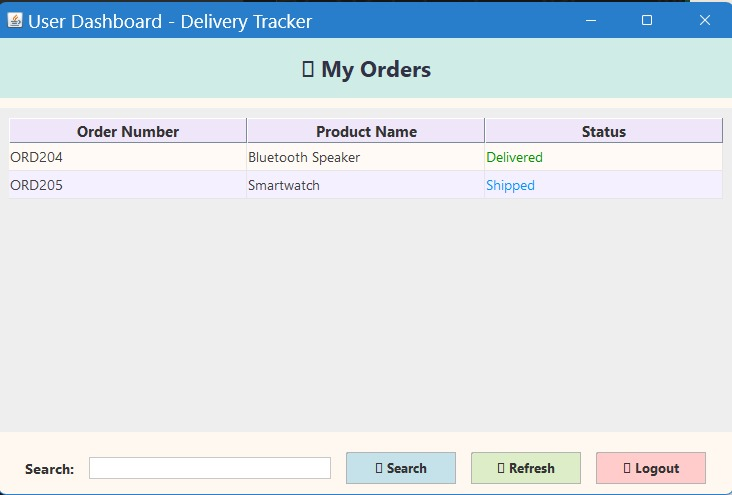 User Dashboard - Delivery Tracker
My Orders
Order Number Product Name Status
ORD204 Bluetooth Speaker Delivered
ORD205 Smartwatch Shipped
Search: Search Refresh Logout